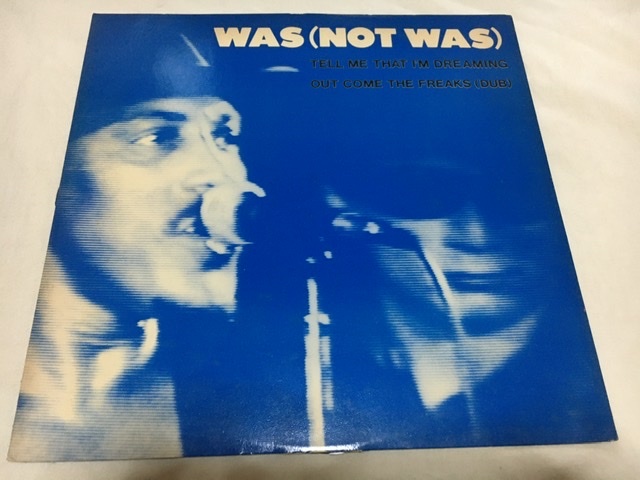 WAS (NOT WAS)
TELL ME THAT I'M DREAMING
OUT COME THE FREAKS (DUB)